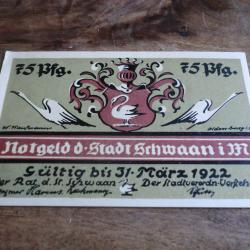 75 Pfg. 75 Pfg.
Notgeld d. Stadt Schwaan i M
Gültig bis 31. März 1922
der Rat d. St. Schwaan Der Stadtverordn.-Vorsteh